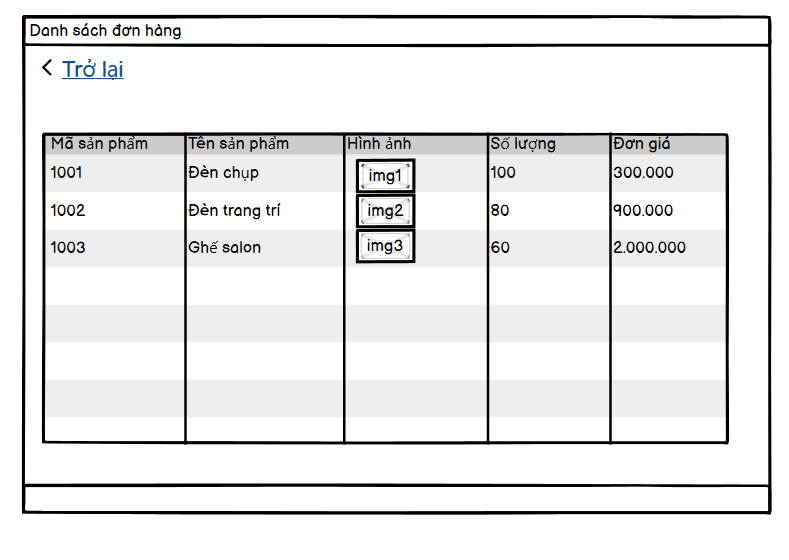 Danh sách đơn hàng
Trở lại
Mã sản phẩm Tên sản phẩm Hình ảnh Số lượng Đơn giá
1001 Đèn chụp img1 100 300.000
1002 Đèn trang trí img2 80 900.000
1003 Ghế salon img3 60 2.000.000